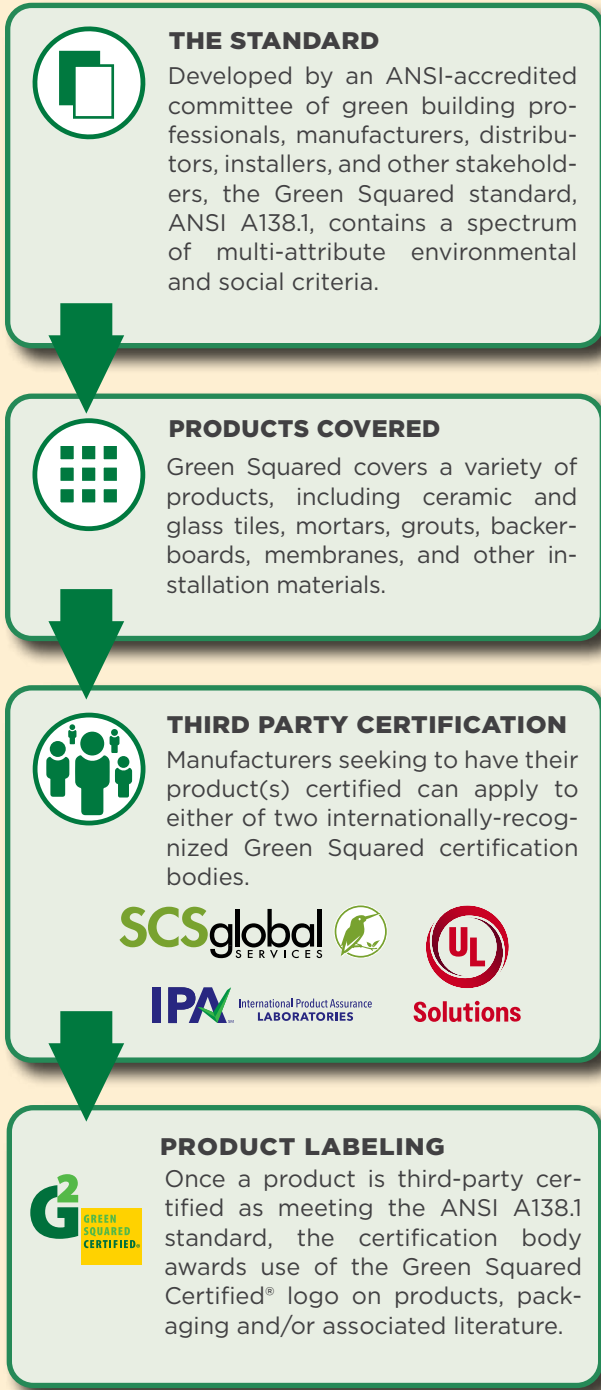 THE STANDARD
Developed by an ANSI-accredited
committee of green building pro-
fessionals, manufacturers, distribu-
tors, installers, and other stakehold-
ers, the Green Squared standard,
ANSI A138.1, contains a spectrum
of multi-attribute environmental
and social criteria.
PRODUCTS COVERED
Green Squared covers a variety of
products, including ceramic and
glass tiles, mortars, grouts, backer-
boards, membranes, and other in-
stallation materials.
THIRD PARTY CERTIFICATION
Manufacturers seeking to have their
product(s) certified can apply to
either of two internationally-recog-
nized Green Squared certification
bodies.
SCSglobal
SERVICES
UL
Solutions
IPA
International Product Assurance
LABORATORIES
PRODUCT LABELING
G2
GREEN
SQUARED
CERTIFIED®
Once a product is third-party cer-
tified as meeting the ANSI A138.1
standard, the certification body
awards use of the Green Squared
Certified® logo on products, pack-
aging and/or associated literature.